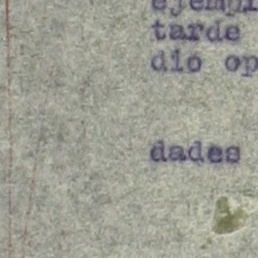 ejempl
tarde
dio op
dades